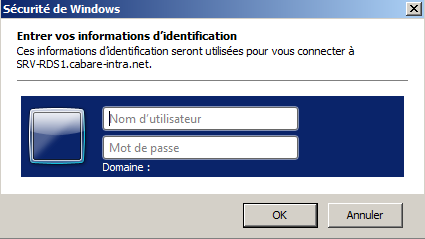 Sécurité de Windows
Entrer vos informations d'identification
Ces informations d'identification seront utilisées pour vous connecter à
SRV-RDS1.cabare-intra.net.
Nom d'utilisateur
Mot de passe
Domaine :
OK
Annuler